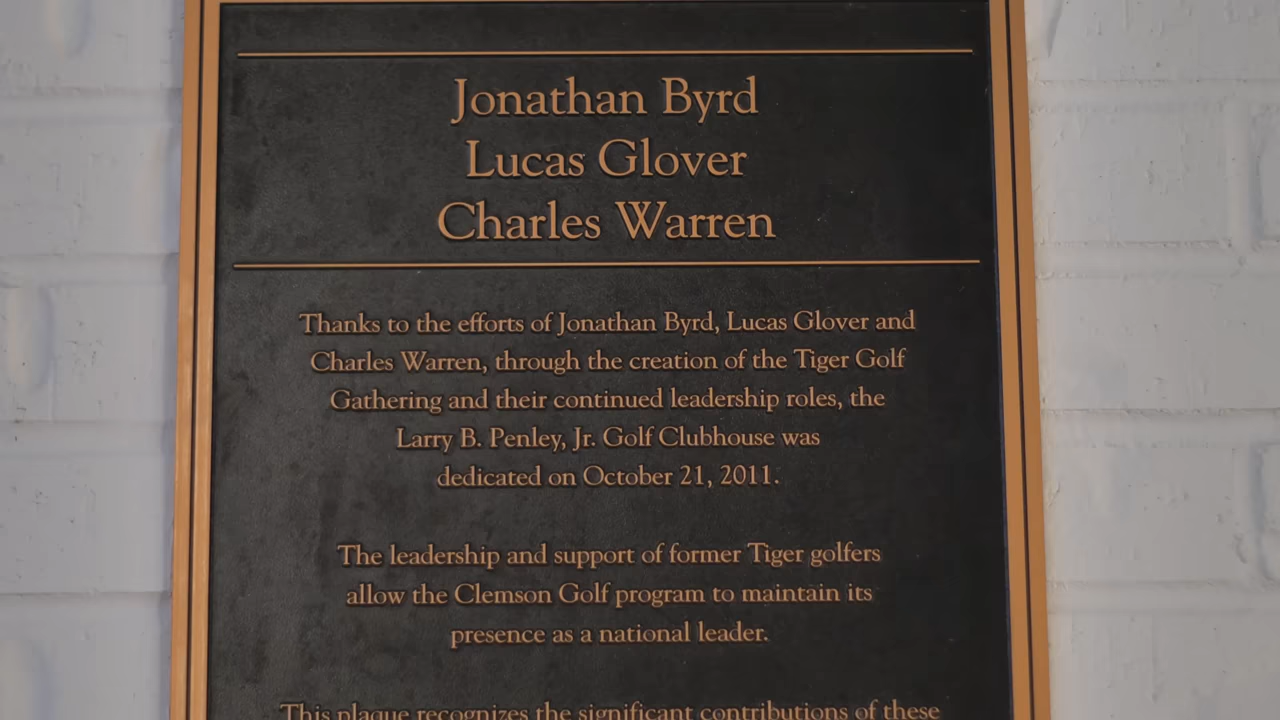 Jonathan Byrd
Lucas Glover
Charles Warren
Thanks to the efforts of Jonathan Byrd, Lucas Glover and
Charles Warren, through the creation of the Tiger Golf
Gathering and their continued leadership roles, the
Larry B. Penley, Jr. Golf Clubhouse was
dedicated on October 21, 2011.
The leadership and support of former Tiger golfers
allow the Clemson Golf program to maintain its
presence as a national leader.
This plaque recognizes the significant contributions of these